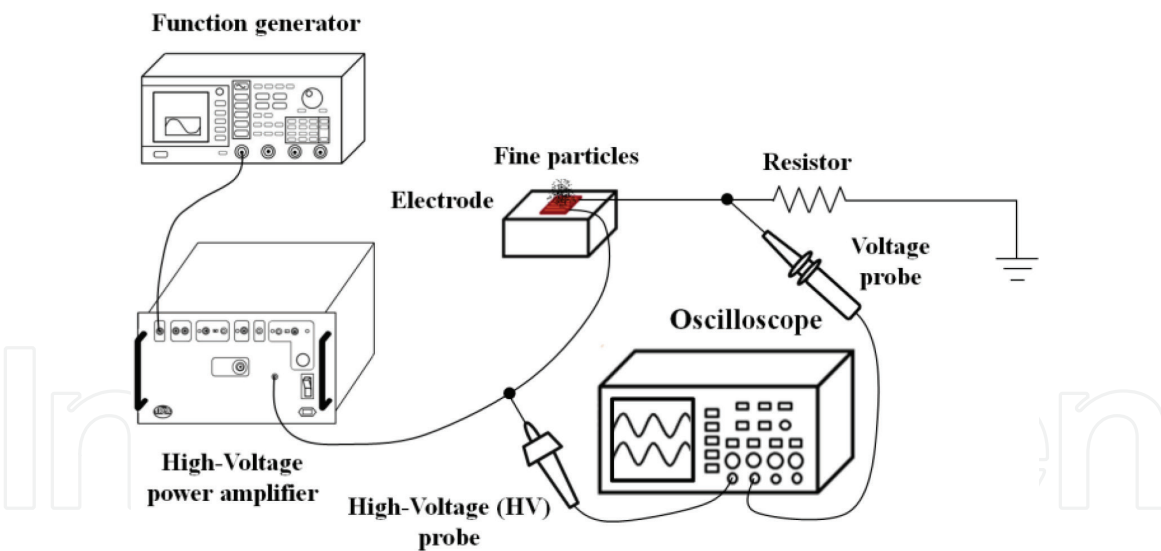 Function generator
Fine particles
Resistor
Electrode
Voltage
probe
Oscilloscope
High-Voltage
power amplifier
High-Voltage (HV)
probe